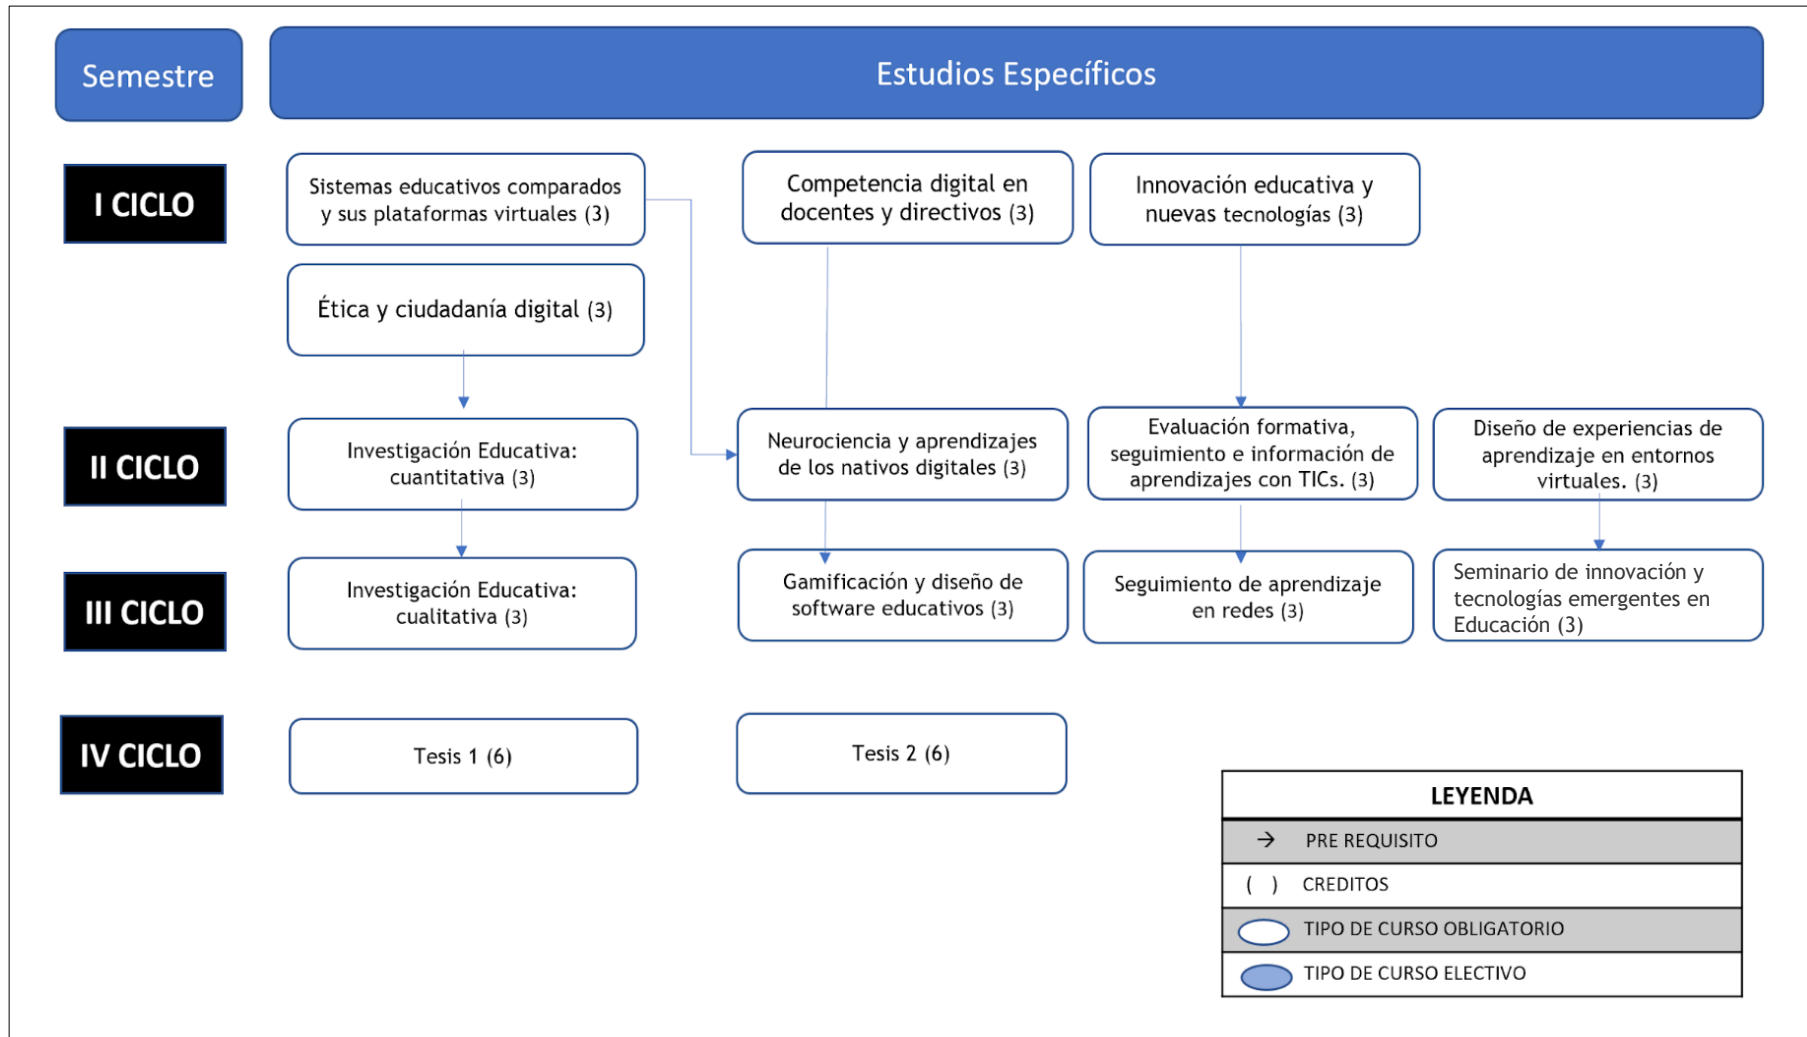 Semestre
Estudios Específicos
I CICLO
Sistemas educativos comparados
y sus plataformas virtuales (3)
Competencia digital en
docentes y directivos (3)
Innovación educativa y
nuevas tecnologías (3)
Ética y ciudadanía digital (3)
II CICLO
Investigación Educativa:
cuantitativa (3)
Neurociencia y aprendizajes
de los nativos digitales (3)
Evaluación formativa,
seguimiento e información de
aprendizajes con TICs. (3)
Diseño de experiencias de
aprendizaje en entornos
virtuales. (3)
III CICLO
Investigación Educativa:
cualitativa (3)
Gamificación y diseño de
software educativos (3)
Seguimiento de aprendizaje
en redes (3)
Seminario de innovación y
tecnologías emergentes en
Educación (3)
IV CICLO
Tesis 1 (6)
Tesis 2 (6)
LEYENDA
→ PRE REQUISITO
( ) CREDITOS
TIPO DE CURSO OBLIGATORIO
TIPO DE CURSO ELECTIVO